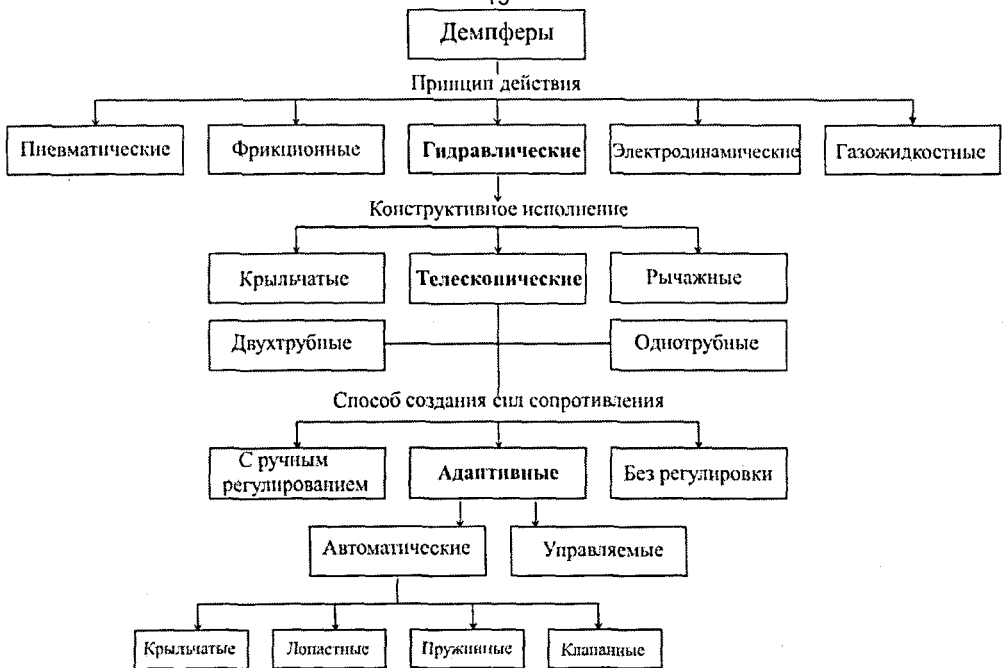 Демпферы
Принцип действия
Пневматические
Фрикционные
Гидравлические
Электродинамические
Газожидкостные
Конструктивное исполнение
Крыльчатые
Телескопические
Рычажные
Двухтрубные
Однотрубные
Способ создания сил сопротивления
С ручным
регулированием
Адаптивные
Без регулировки
Автоматические
Управляемые
Крыльчатые
Лопастные
Пружинные
Клапанные